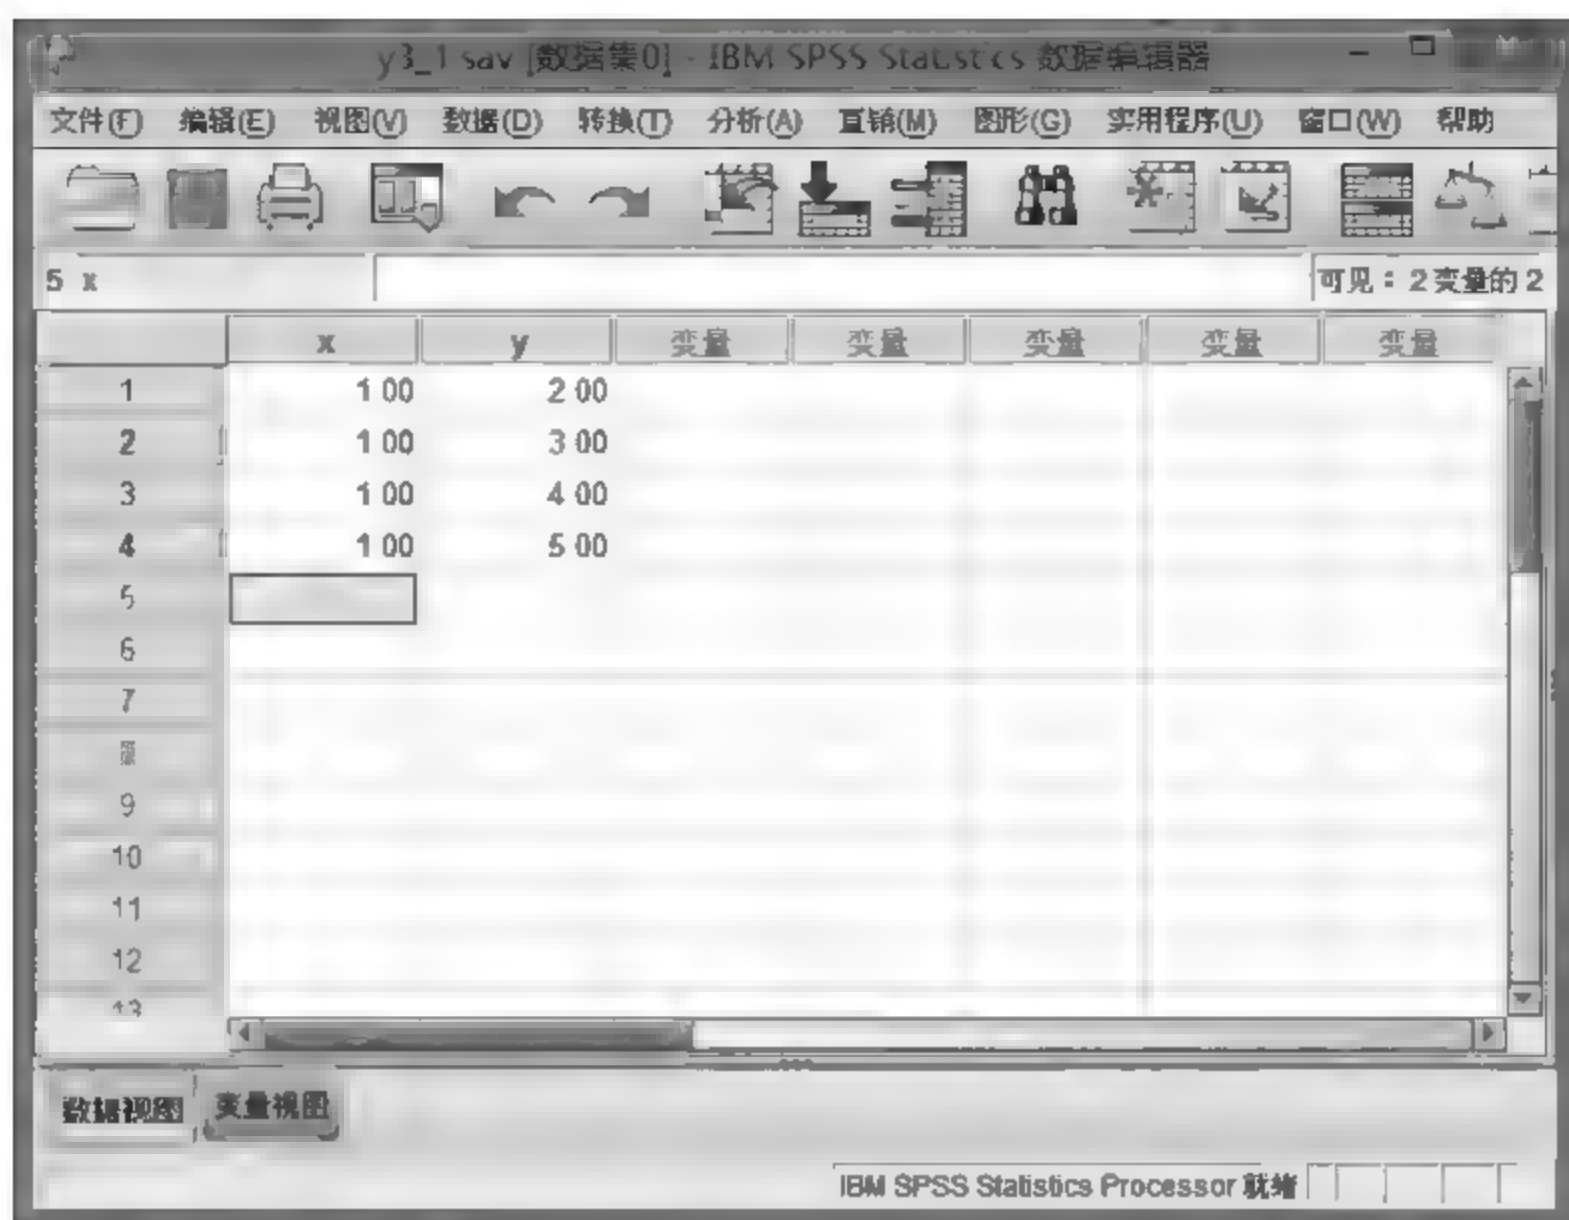 y3_1 sav [数据集0] - IBM SPSS Statistics 数据编辑器
文件(F) 编辑(E) 视图(V) 数据(D) 转换(T) 分析(A) 直销(M) 图形(G) 实用程序(U) 窗口(W) 帮助
5 x 可见：2变量的 2
x y 变量 变量 变量 变量 变量
1 1 00 2 00
2 1 00 3 00
3 1 00 4 00
4 1 00 5 00
5
6
7
8
9
10
11
12
13
数据视图 变量视图
IBM SPSS Statistics Processor 就绪